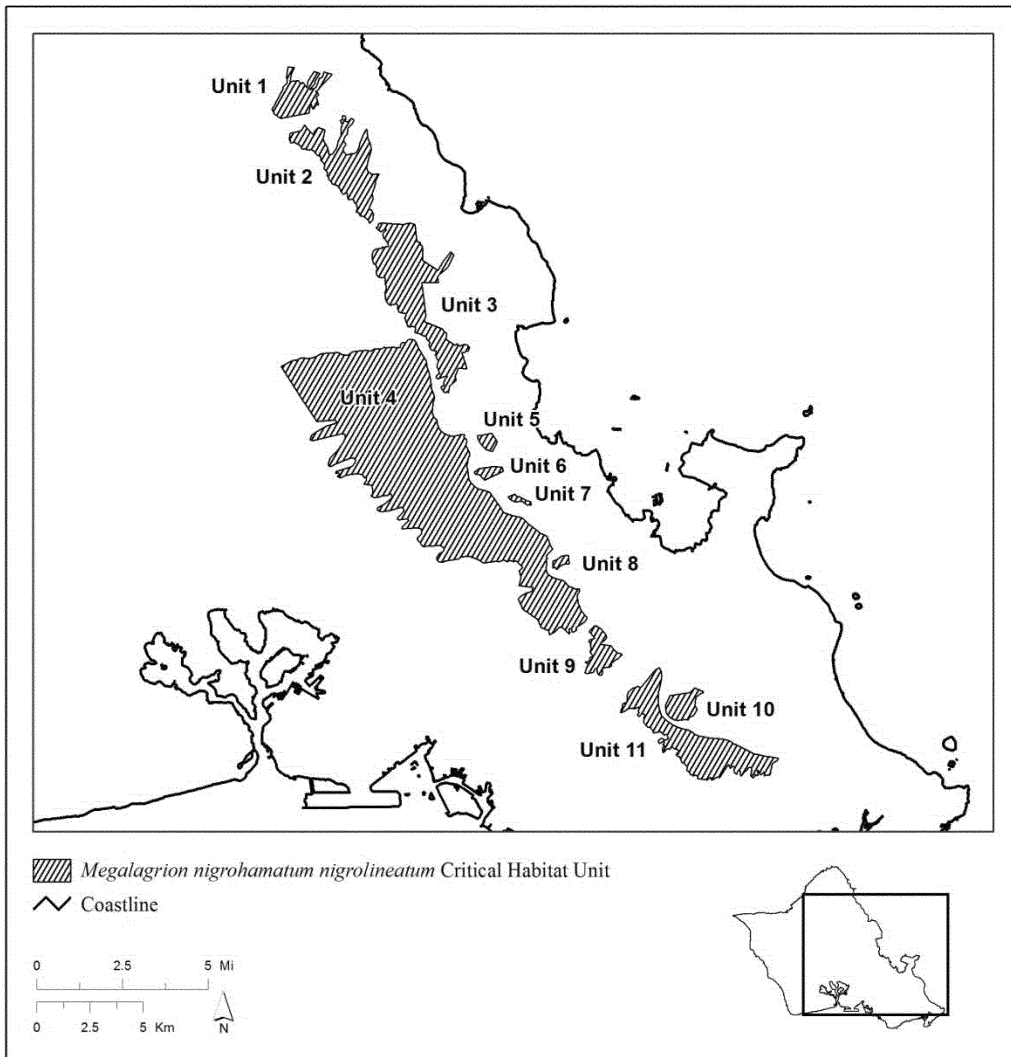 Unit 1
Unit 2
Unit 3
Unit 4
Unit 5
Unit 6
Unit 7
Unit 8
Unit 9
Unit 10
Unit 11
Megalagrion nigrohamatum nigrolineatum Critical Habitat Unit
Coastline
0 2.5 5 Mi
0 2.5 5 Km
N